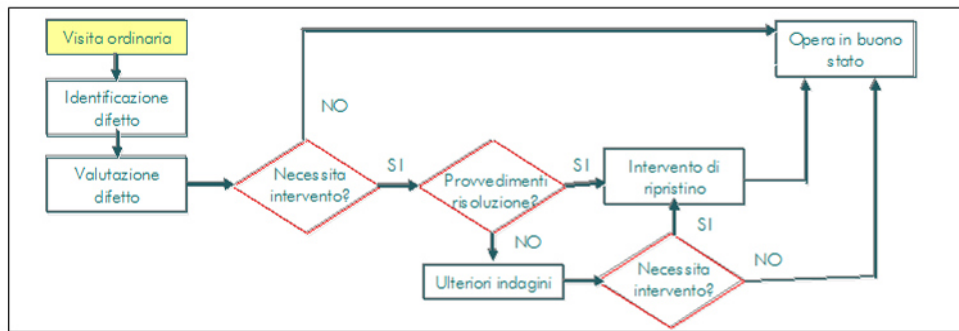 Visita ordinaria
Opera in buono
stato
Identificazione
difetto
NO
Valutazione
difetto
Necessita
intervento?
SI
Provvedimenti
risoluzione?
SI
Intervento di
ripristino
NO
SI
Ulteriori indagini
Necessita
intervento?
NO